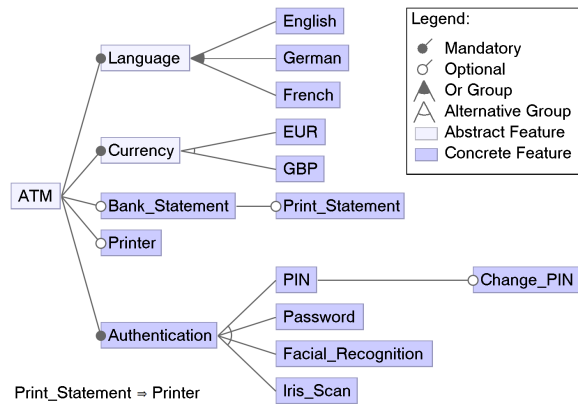 English
Legend:
Language
German
Mandatory
Optional
French
Or Group
Alternative Group
EUR
Abstract Feature
Currency
Concrete Feature
GBP
ATM
Bank_Statement
Print_Statement
Printer
PIN
Change_PIN
Password
Authentication
Facial_Recognition
Iris_Scan
Print_Statement ⇒ Printer